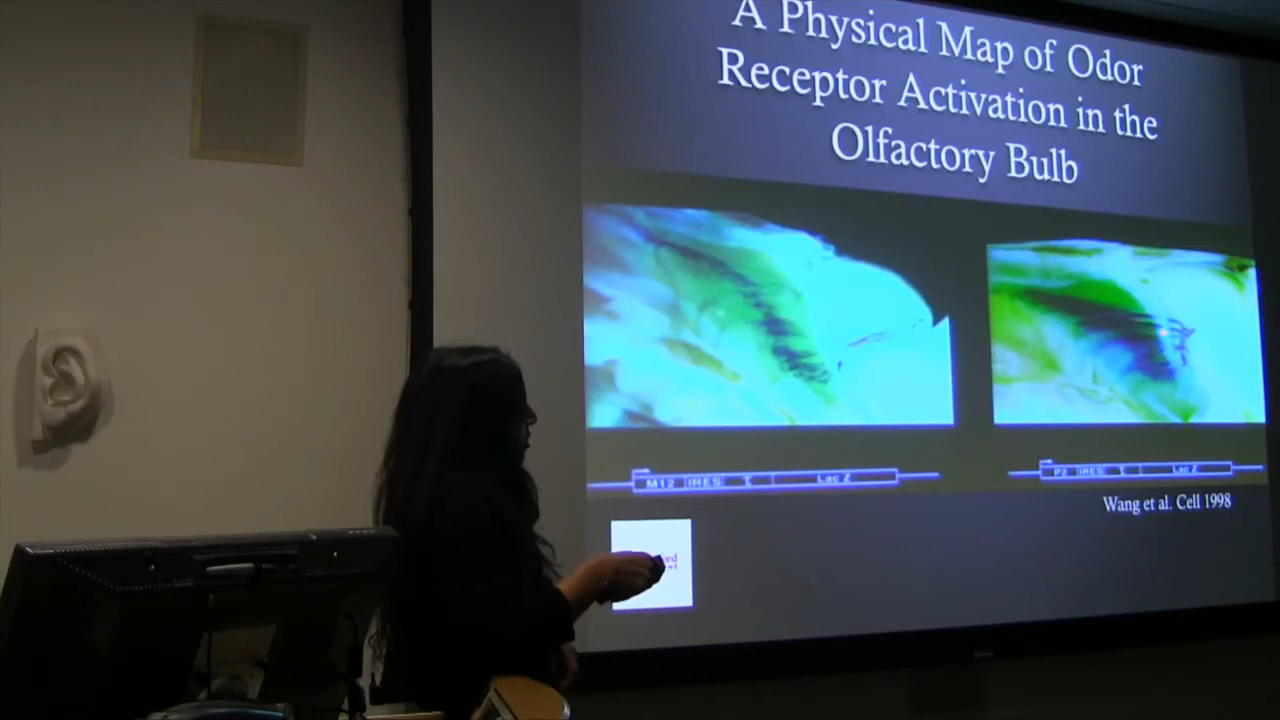 A Physical Map of Odor
Receptor Activation in the
Olfactory Bulb
M12 IRES τ Lac Z
P2 IRES τ Lac Z
Wang et al. Cell 1998